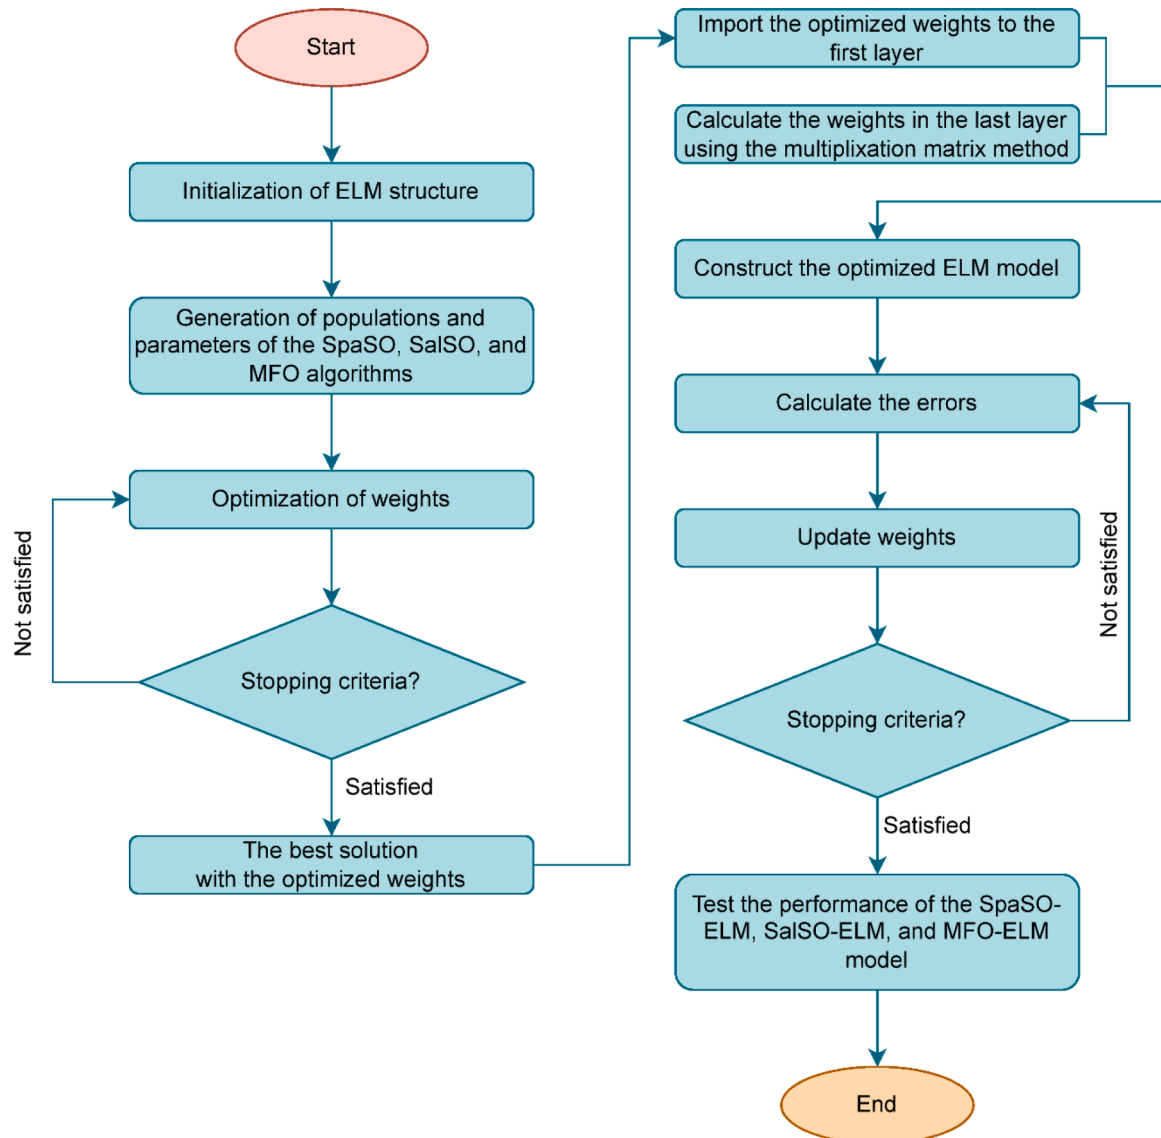 Start
Initialization of ELM structure
Generation of populations and
parameters of the SpaSO, SalSO, and
MFO algorithms
Optimization of weights
Not satisfied
Stopping criteria?
Satisfied
The best solution
with the optimized weights
Import the optimized weights to the
first layer
Calculate the weights in the last layer
using the multiplixation matrix method
Construct the optimized ELM model
Calculate the errors
Update weights
Not satisfied
Stopping criteria?
Satisfied
Test the performance of the SpaSO-
ELM, SalSO-ELM, and MFO-ELM
model
End